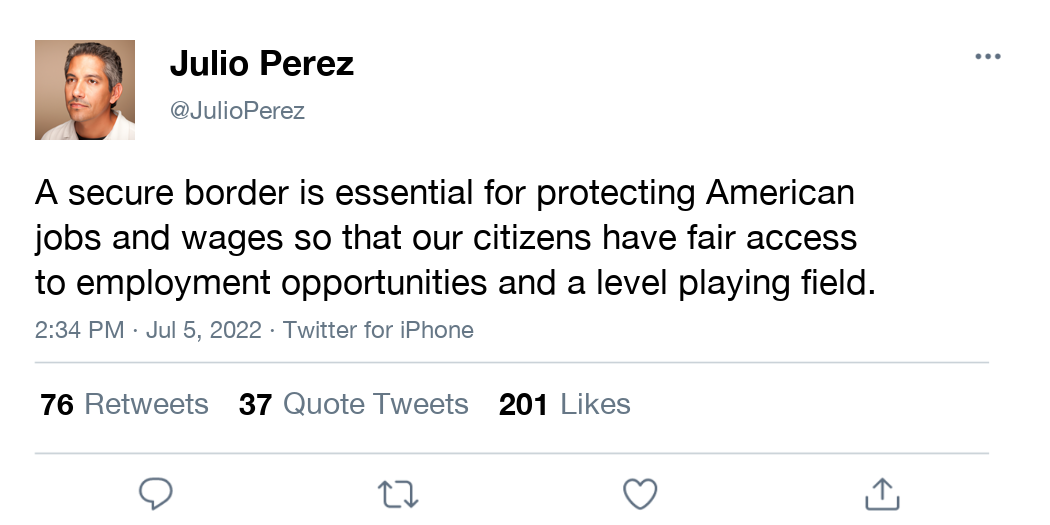 Julio Perez
@JulioPerez
A secure border is essential for protecting American
jobs and wages so that our citizens have fair access
to employment opportunities and a level playing field.
2:34 PM · Jul 5, 2022 · Twitter for iPhone
76 Retweets 37 Quote Tweets 201 Likes